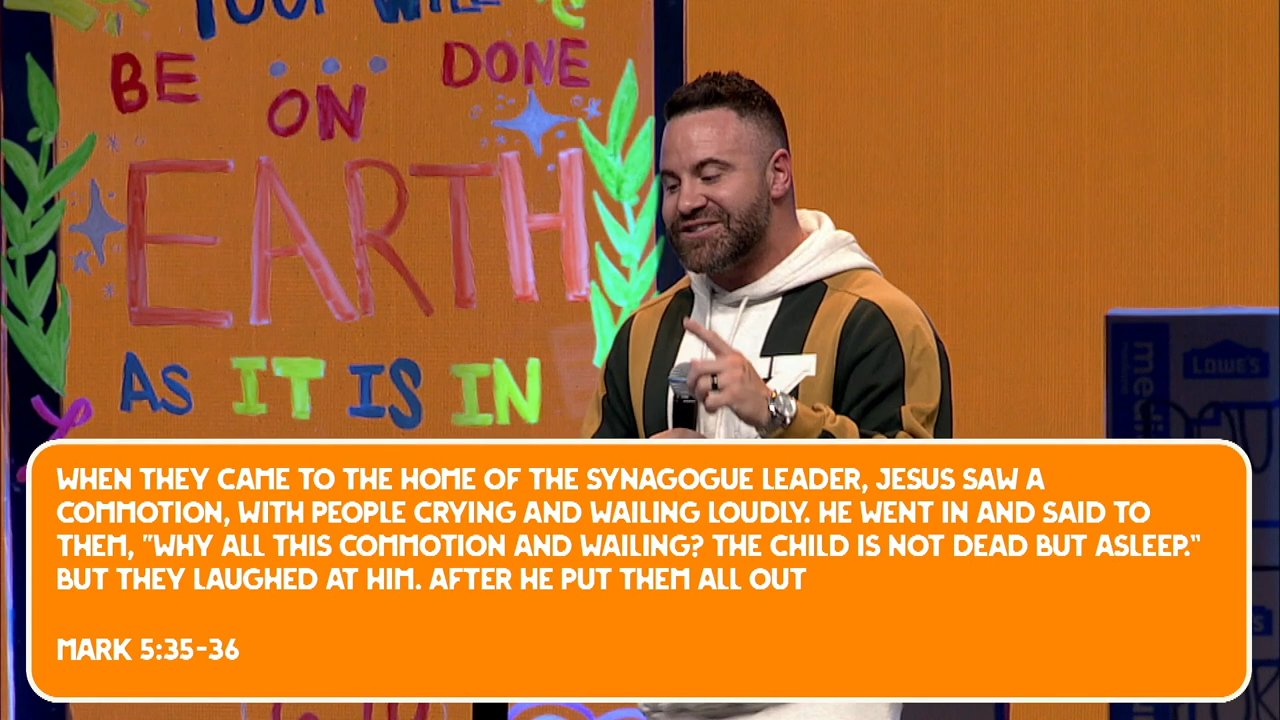 YOUR WILL
BE DONE
ON
EARTH
AS IT IS IN
LOWE'S
WHEN THEY CAME TO THE HOME OF THE SYNAGOGUE LEADER, JESUS SAW A
COMMOTION, WITH PEOPLE CRYING AND WAILING LOUDLY. HE WENT IN AND SAID TO
THEM, "WHY ALL THIS COMMOTION AND WAILING? THE CHILD IS NOT DEAD BUT ASLEEP."
BUT THEY LAUGHED AT HIM. AFTER HE PUT THEM ALL OUT
MARK 5:35-36